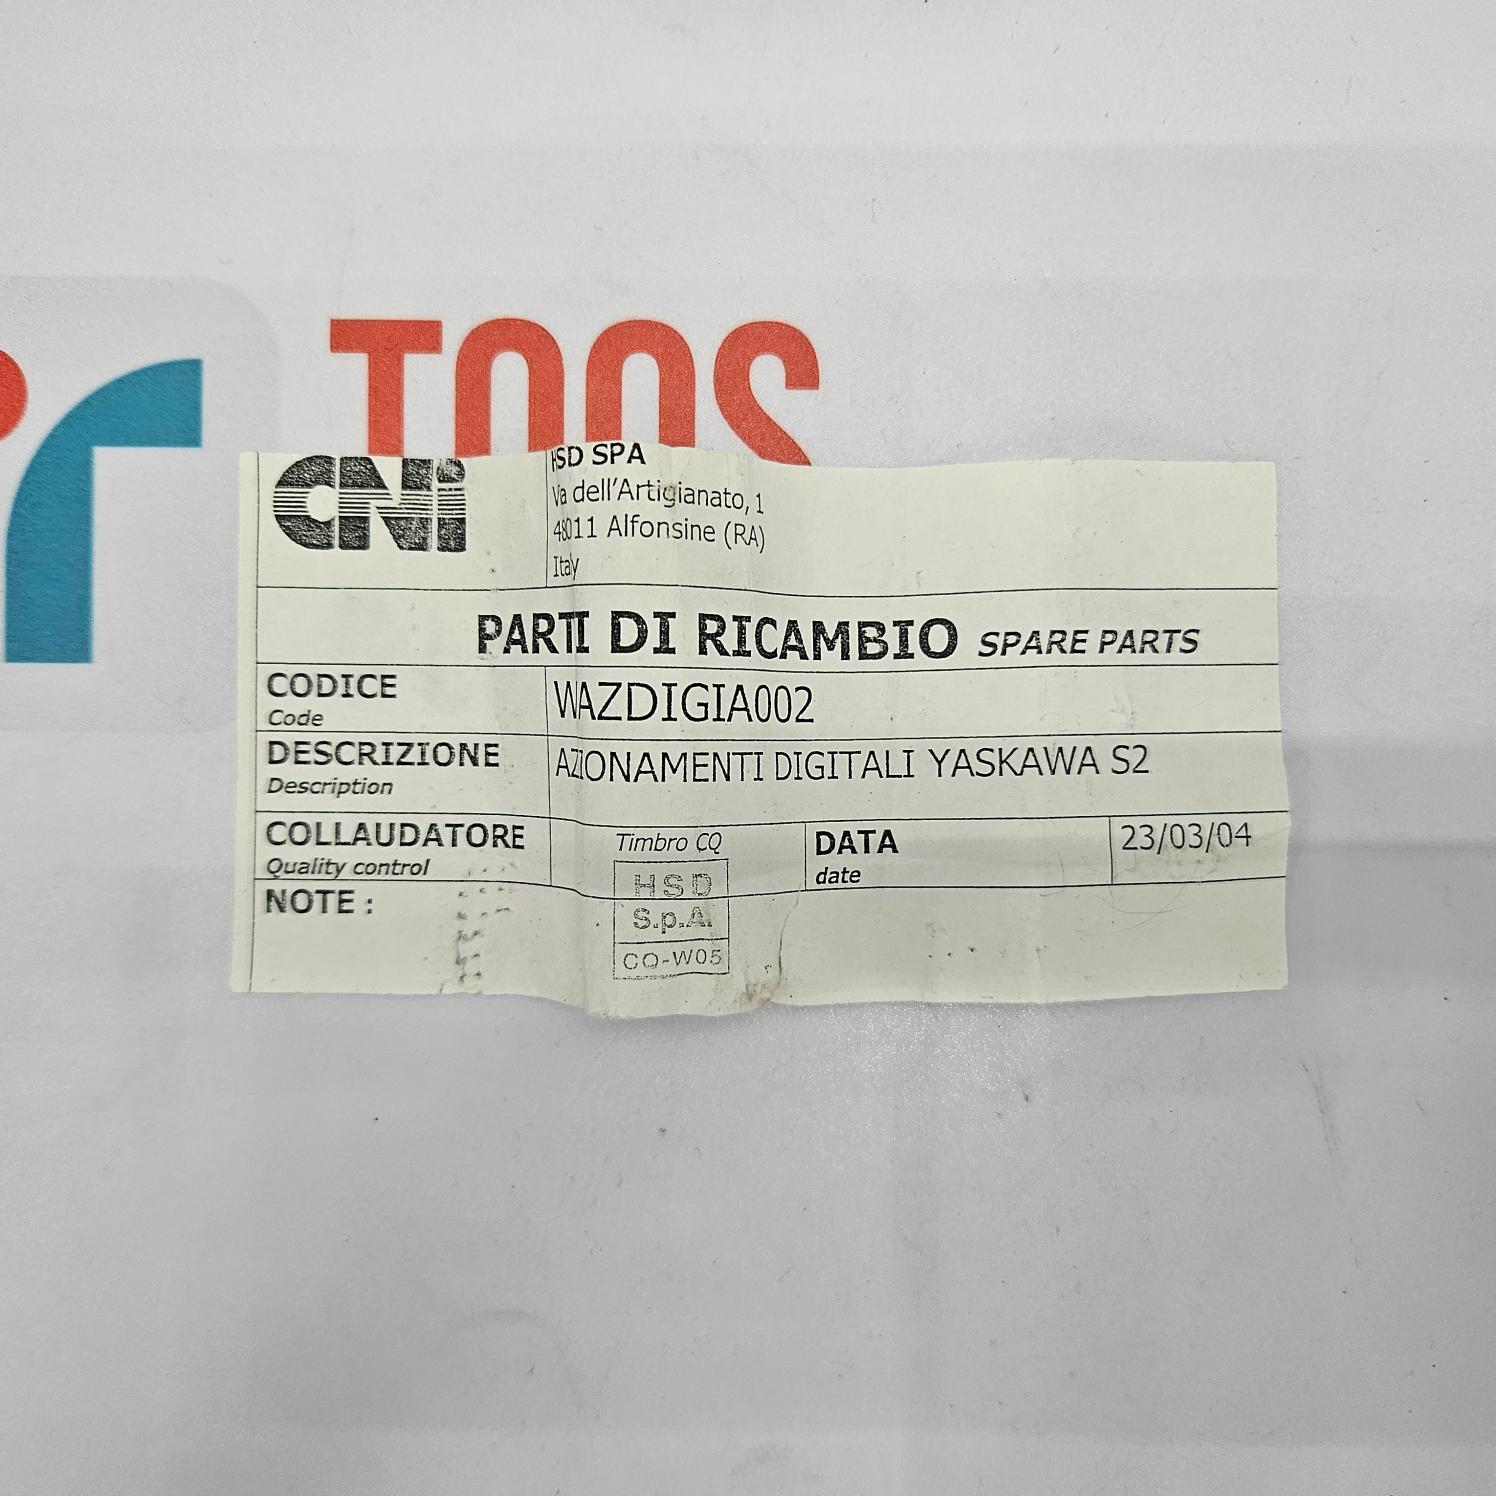 TOOS
CNi
HSD SPA
Via dell'Artigianato, 1
48011 Alfonsine (RA)
Italy
PARTI DI RICAMBIO SPARE PARTS
CODICE
Code
WAZDIGIA002
DESCRIZIONE
Description
AZIONAMENTI DIGITALI YASKAWA S2
COLLAUDATORE
Quality control
Timbro CQ
DATA
date
23/03/04
HSD
S.p.A.
CQ-W05
NOTE :